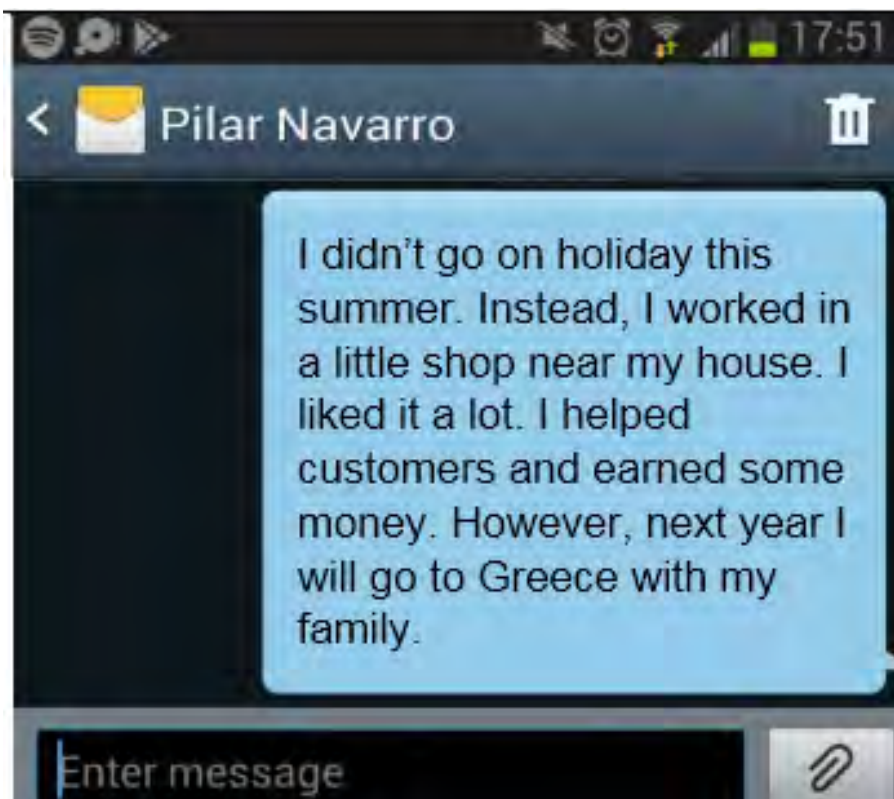 17:51
Pilar Navarro
I didn't go on holiday this
summer. Instead, I worked in
a little shop near my house. I
liked it a lot. I helped
customers and earned some
money. However, next year I
will go to Greece with my
family.
Enter message